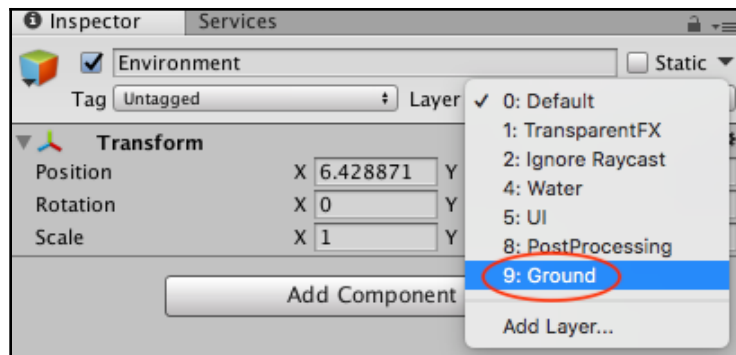 Inspector Services
Environment Static
Tag Untagged Layer
✓ 0: Default
1: TransparentFX
2: Ignore Raycast
4: Water
5: UI
8: PostProcessing
9: Ground
Add Layer...
Transform
Position X 6.428871 Y
Rotation X 0 Y
Scale X 1 Y
Add Component